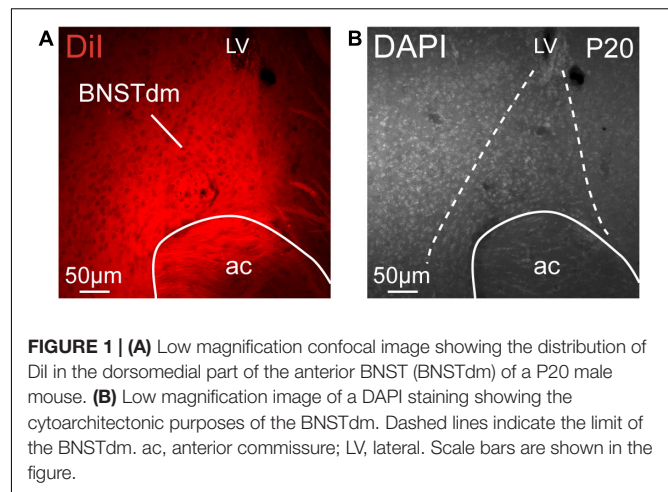 A DiI LV
BNSTdm
ac
50µm
B DAPI LV P20
ac
50µm
FIGURE 1 | (A) Low magnification confocal image showing the distribution of
DiI in the dorsomedial part of the anterior BNST (BNSTdm) of a P20 male
mouse. (B) Low magnification image of a DAPI staining showing the
cytoarchitectonic purposes of the BNSTdm. Dashed lines indicate the limit of
the BNSTdm. ac, anterior commissure; LV, lateral. Scale bars are shown in the
figure.